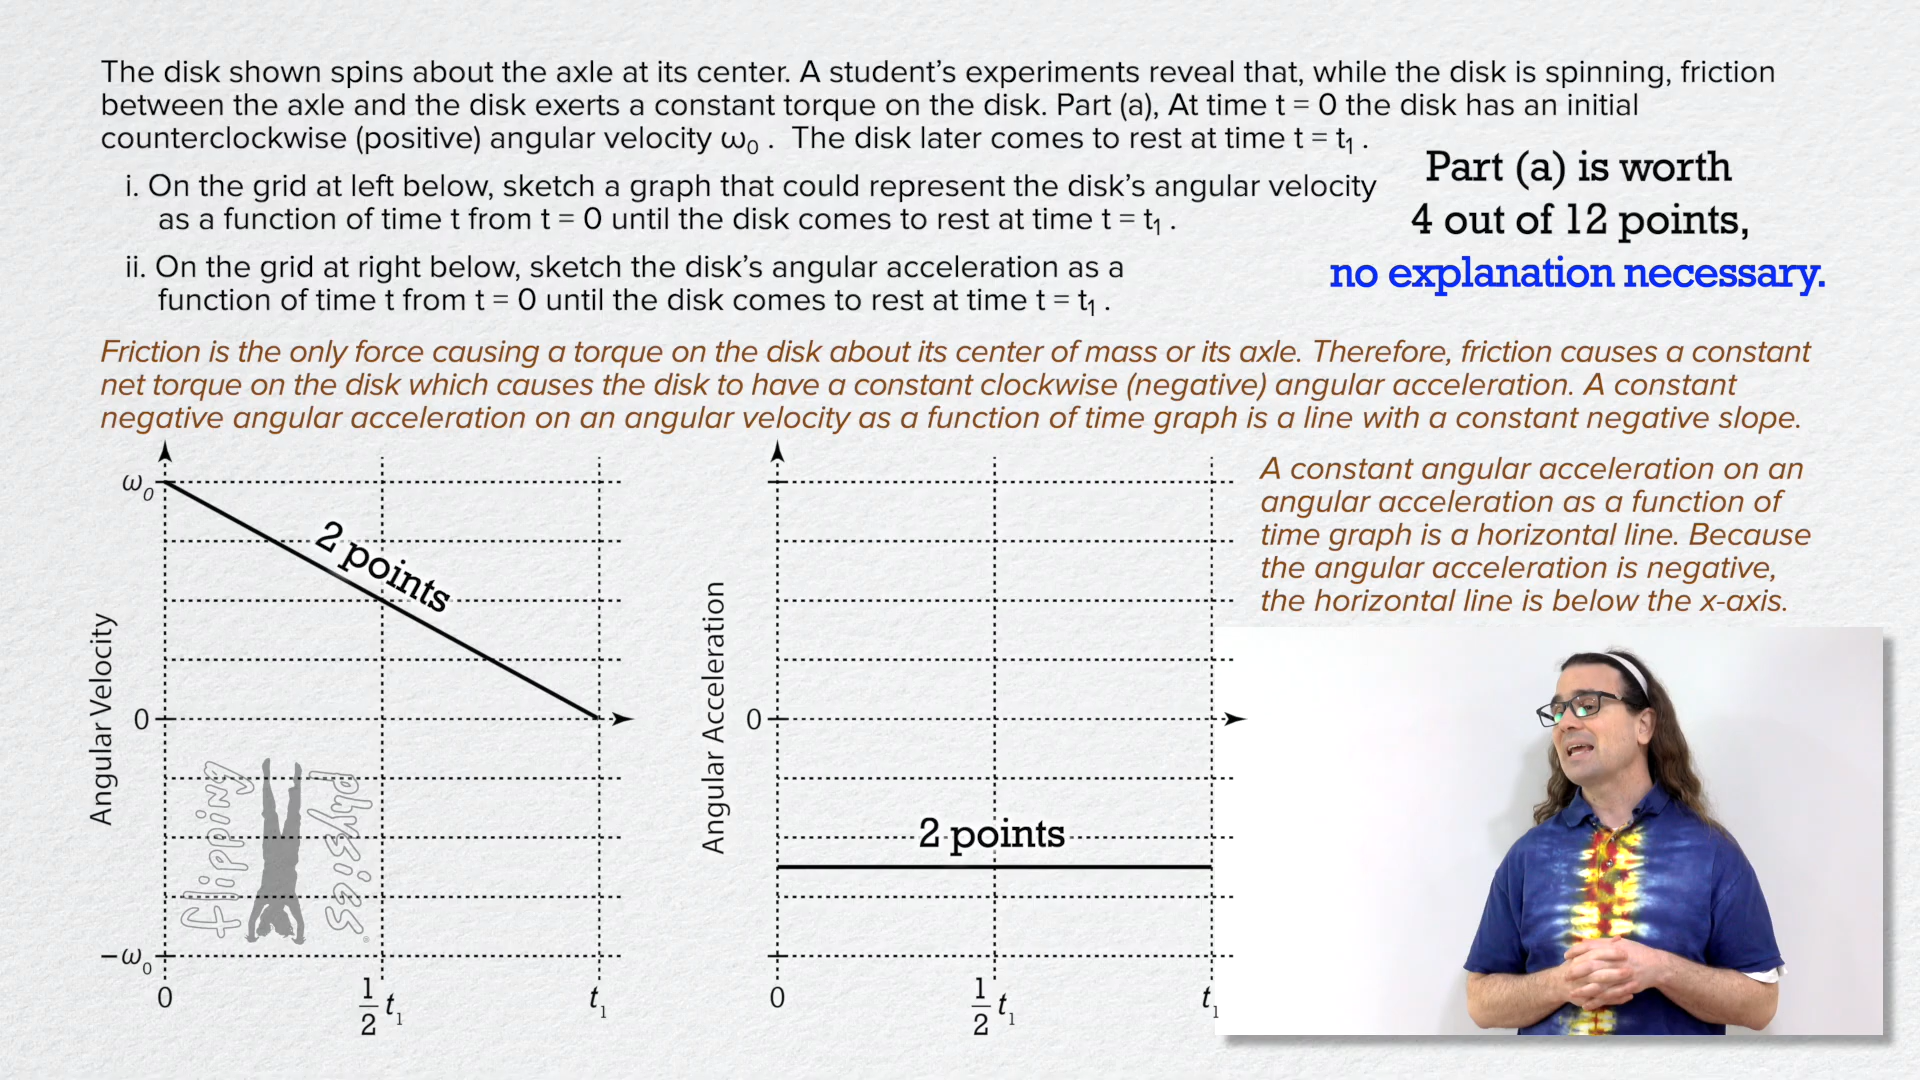 The disk shown spins about the axle at its center. A student’s experiments reveal that, while the disk is spinning, friction
between the axle and the disk exerts a constant torque on the disk. Part (a), At time t = 0 the disk has an initial
counterclockwise (positive) angular velocity ω₀ . The disk later comes to rest at time t = t₁ .
Part (a) is worth
4 out of 12 points,
no explanation necessary.
i. On the grid at left below, sketch a graph that could represent the disk’s angular velocity
as a function of time t from t = 0 until the disk comes to rest at time t = t₁ .
ii. On the grid at right below, sketch the disk’s angular acceleration as a
function of time t from t = 0 until the disk comes to rest at time t = t₁ .
Friction is the only force causing a torque on the disk about its center of mass or its axle. Therefore, friction causes a constant
net torque on the disk which causes the disk to have a constant clockwise (negative) angular acceleration. A constant
negative angular acceleration on an angular velocity as a function of time graph is a line with a constant negative slope.
Angular Velocity
ω₀
0
−ω₀
2 points
0
1/2 t₁
t₁
flipping
physics
Angular Acceleration
0
2 points
0
1/2 t₁
t₁
A constant angular acceleration on an
angular acceleration as a function of
time graph is a horizontal line. Because
the angular acceleration is negative,
the horizontal line is below the x-axis.